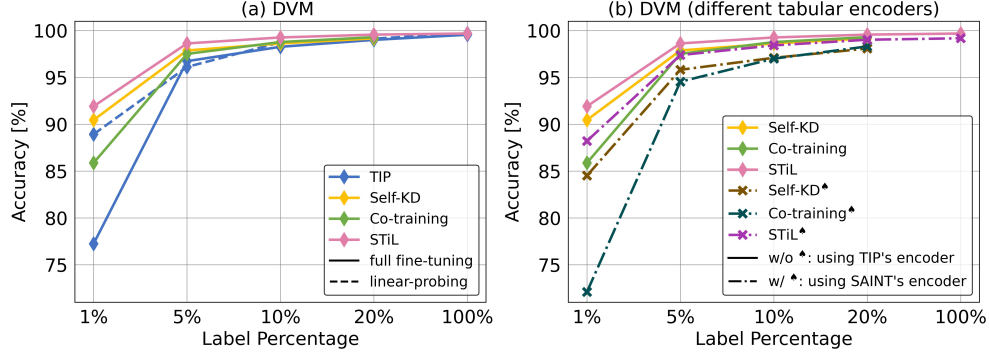 (a) DVM
Accuracy [%]
100
95
90
85
80
75
TIP
Self-KD
Co-training
STiL
full fine-tuning
linear-probing
1%
5%
10%
20%
100%
Label Percentage
(b) DVM (different tabular encoders)
Accuracy [%]
100
95
90
85
80
75
Self-KD
Co-training
STiL
Self-KD♠
Co-training♠
STiL♠
w/o ♠: using TIP's encoder
w/ ♠: using SAINT's encoder
1%
5%
10%
20%
100%
Label Percentage